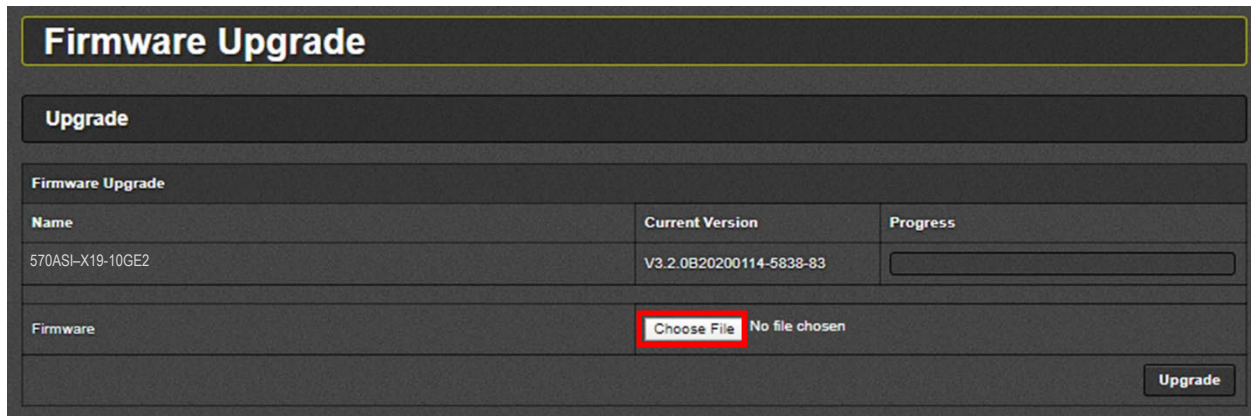 Firmware Upgrade
Upgrade
Firmware Upgrade
Name Current Version Progress
570ASI–X19-10GE2 V3.2.0B20200114-5838-83
Firmware Choose File No file chosen
Upgrade